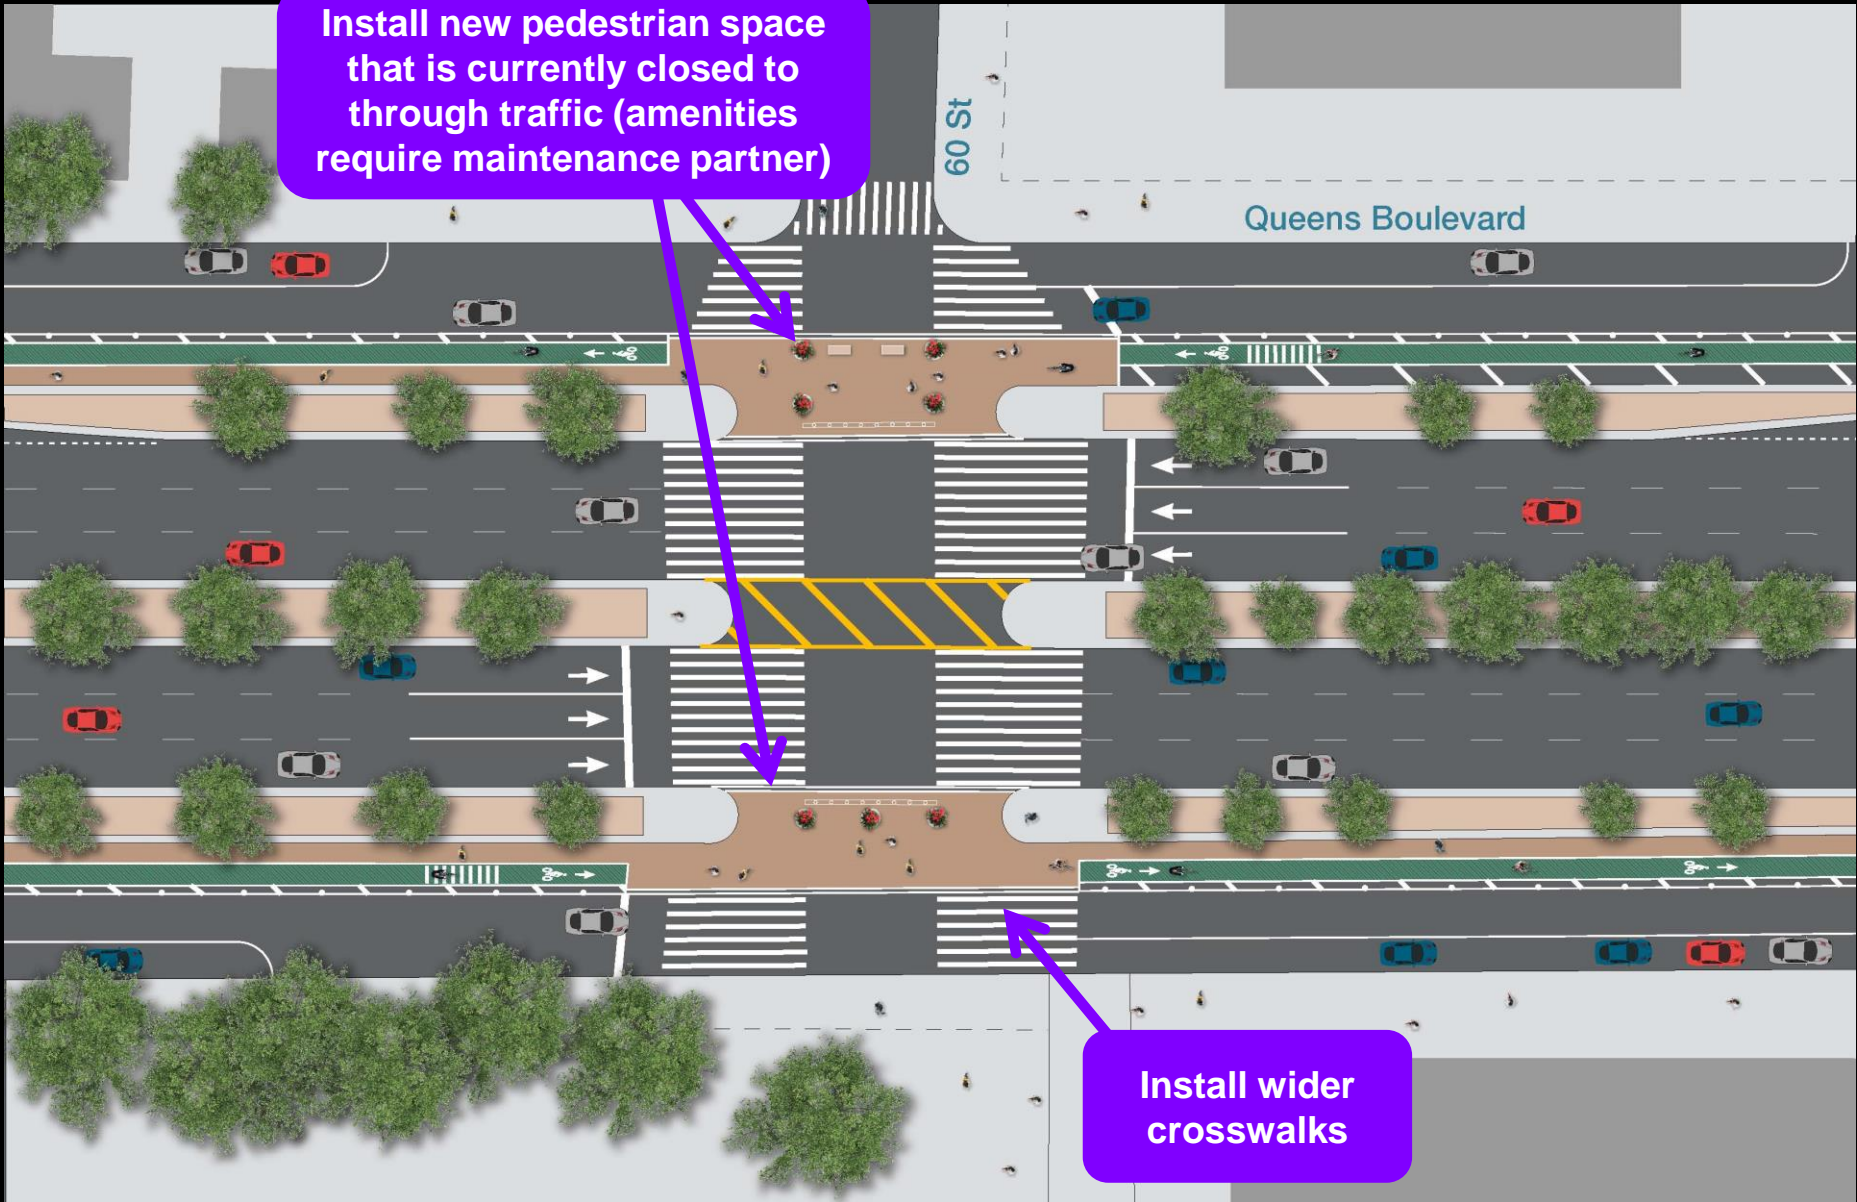 Install new pedestrian space
that is currently closed to
through traffic (amenities
require maintenance partner)
60 St
Queens Boulevard
Install wider
crosswalks